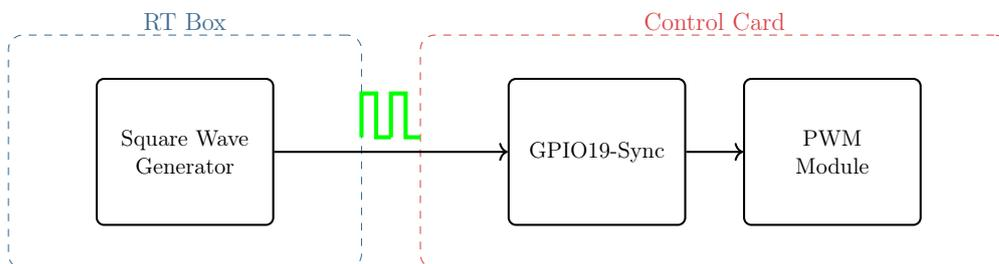 RT Box
Control Card
Square Wave
Generator
GPIO19-Sync
PWM
Module